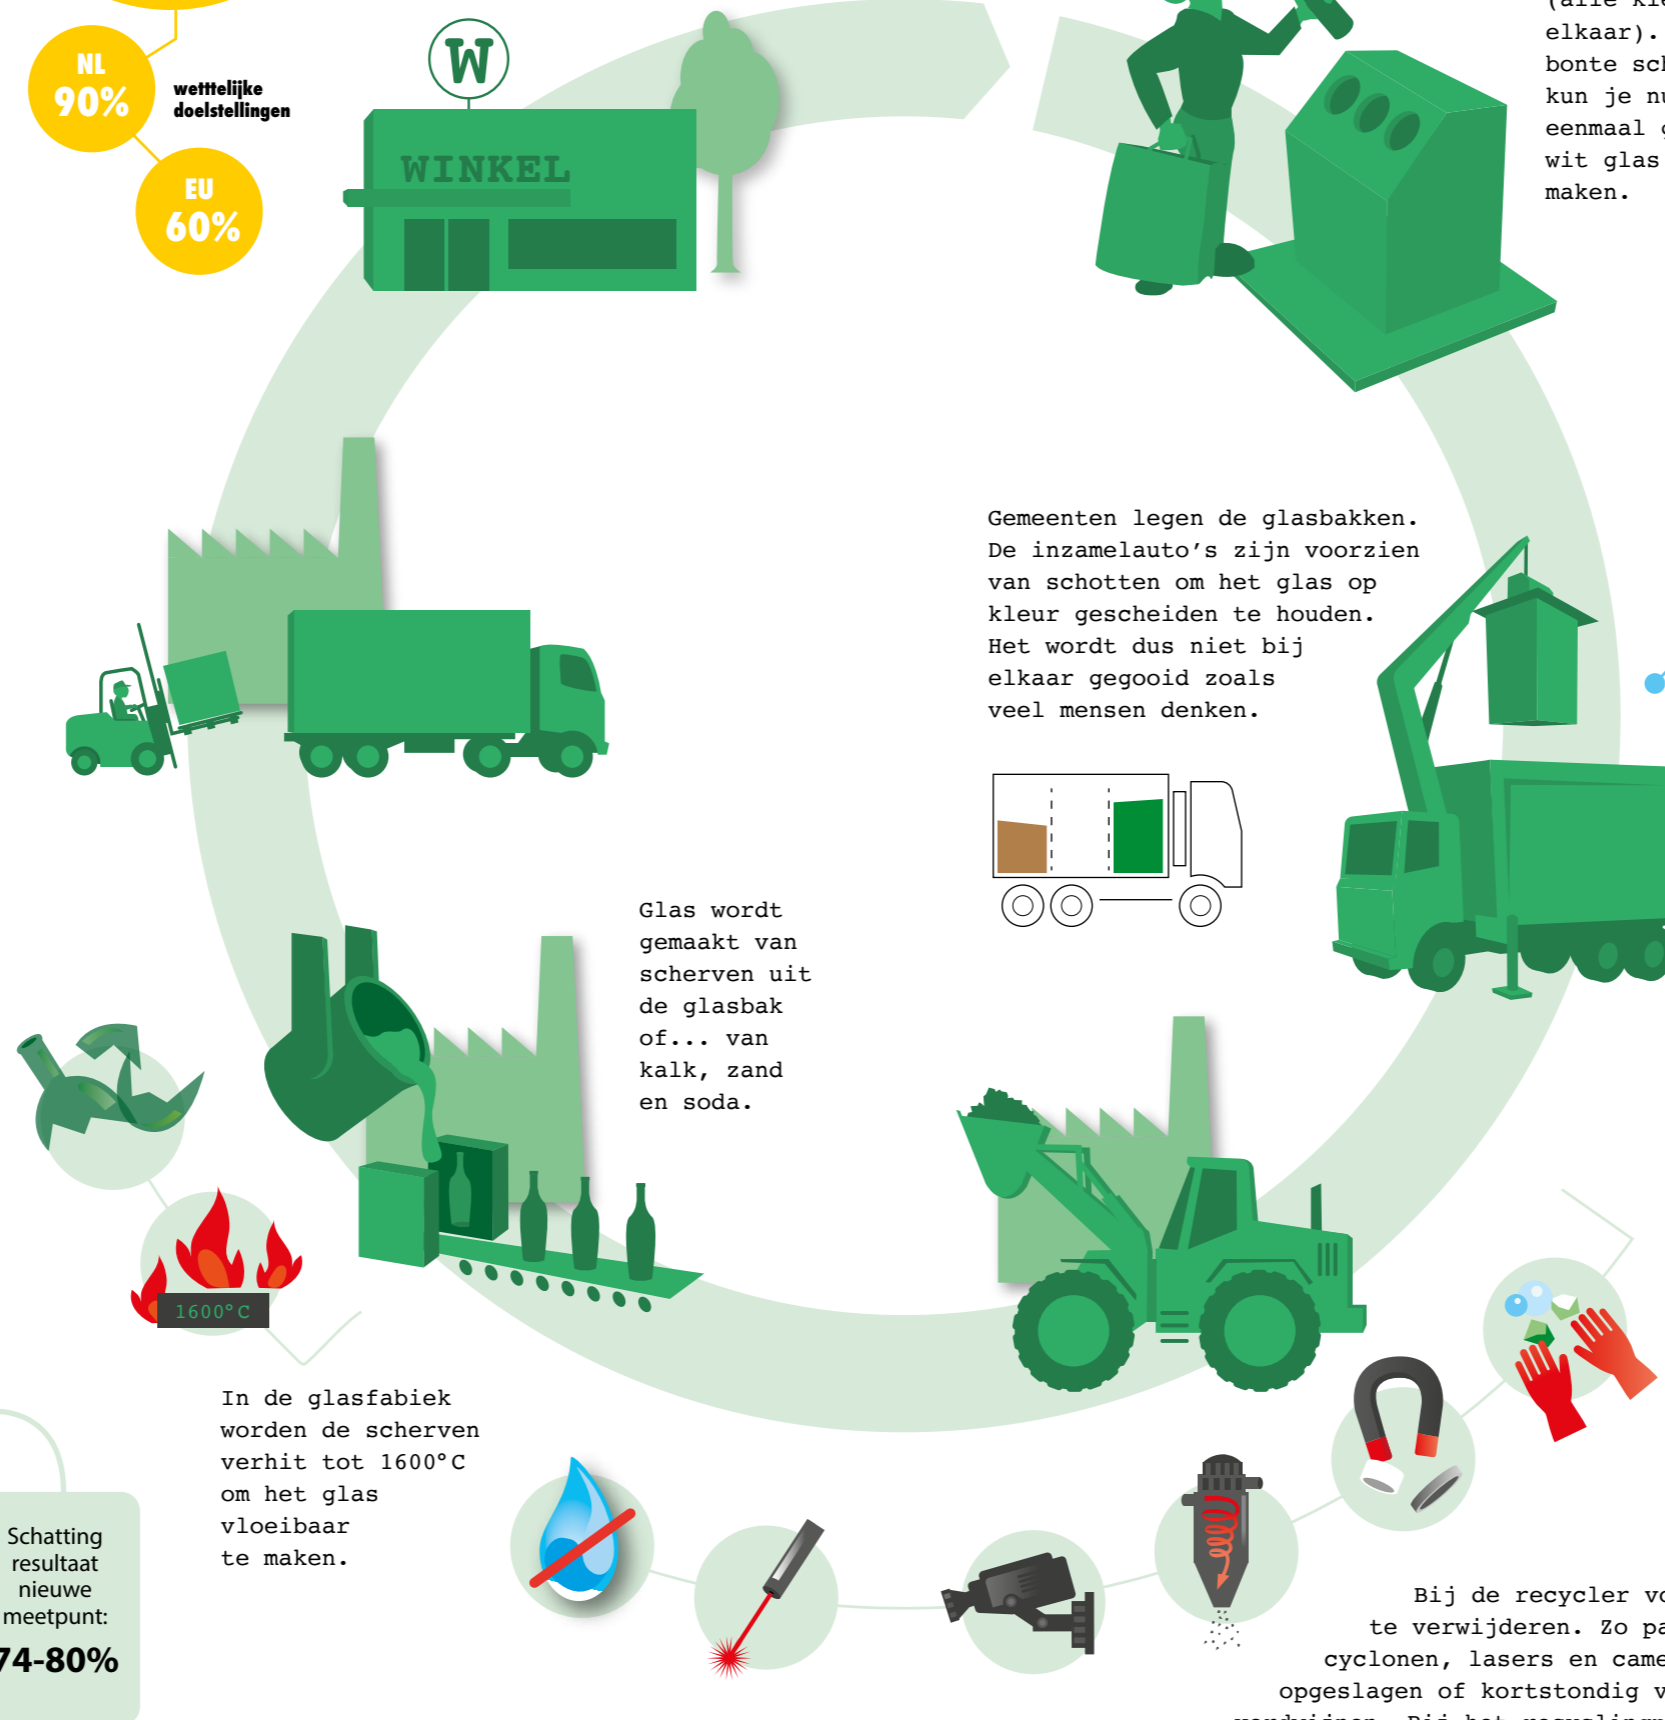 NL
90%
wetttelijke
doelstellingen
EU
60%
W
WINKEL
elkaar).
bonte
kun je
eenmaal
wit glas
maken.
Gemeenten legen de glasbakken.
De inzamelauto's zijn voorzien
van schotten om het glas op
kleur gescheiden te houden.
Het wordt dus niet bij
elkaar gegooid zoals
veel mensen denken.
Glas wordt
gemaakt van
scherven uit
de glasbak
of... van
kalk, zand
en soda.
1600°C
In de glasfabiek
worden de scherven
verhit tot 1600°C
om het glas
vloeibaar
te maken.
Schatting
resultaat
nieuwe
meetpunt:
74-80%
Bij de recycler
te verwijderen. Zo
cyclonen, lasers en
opgeslagen of kortstondig